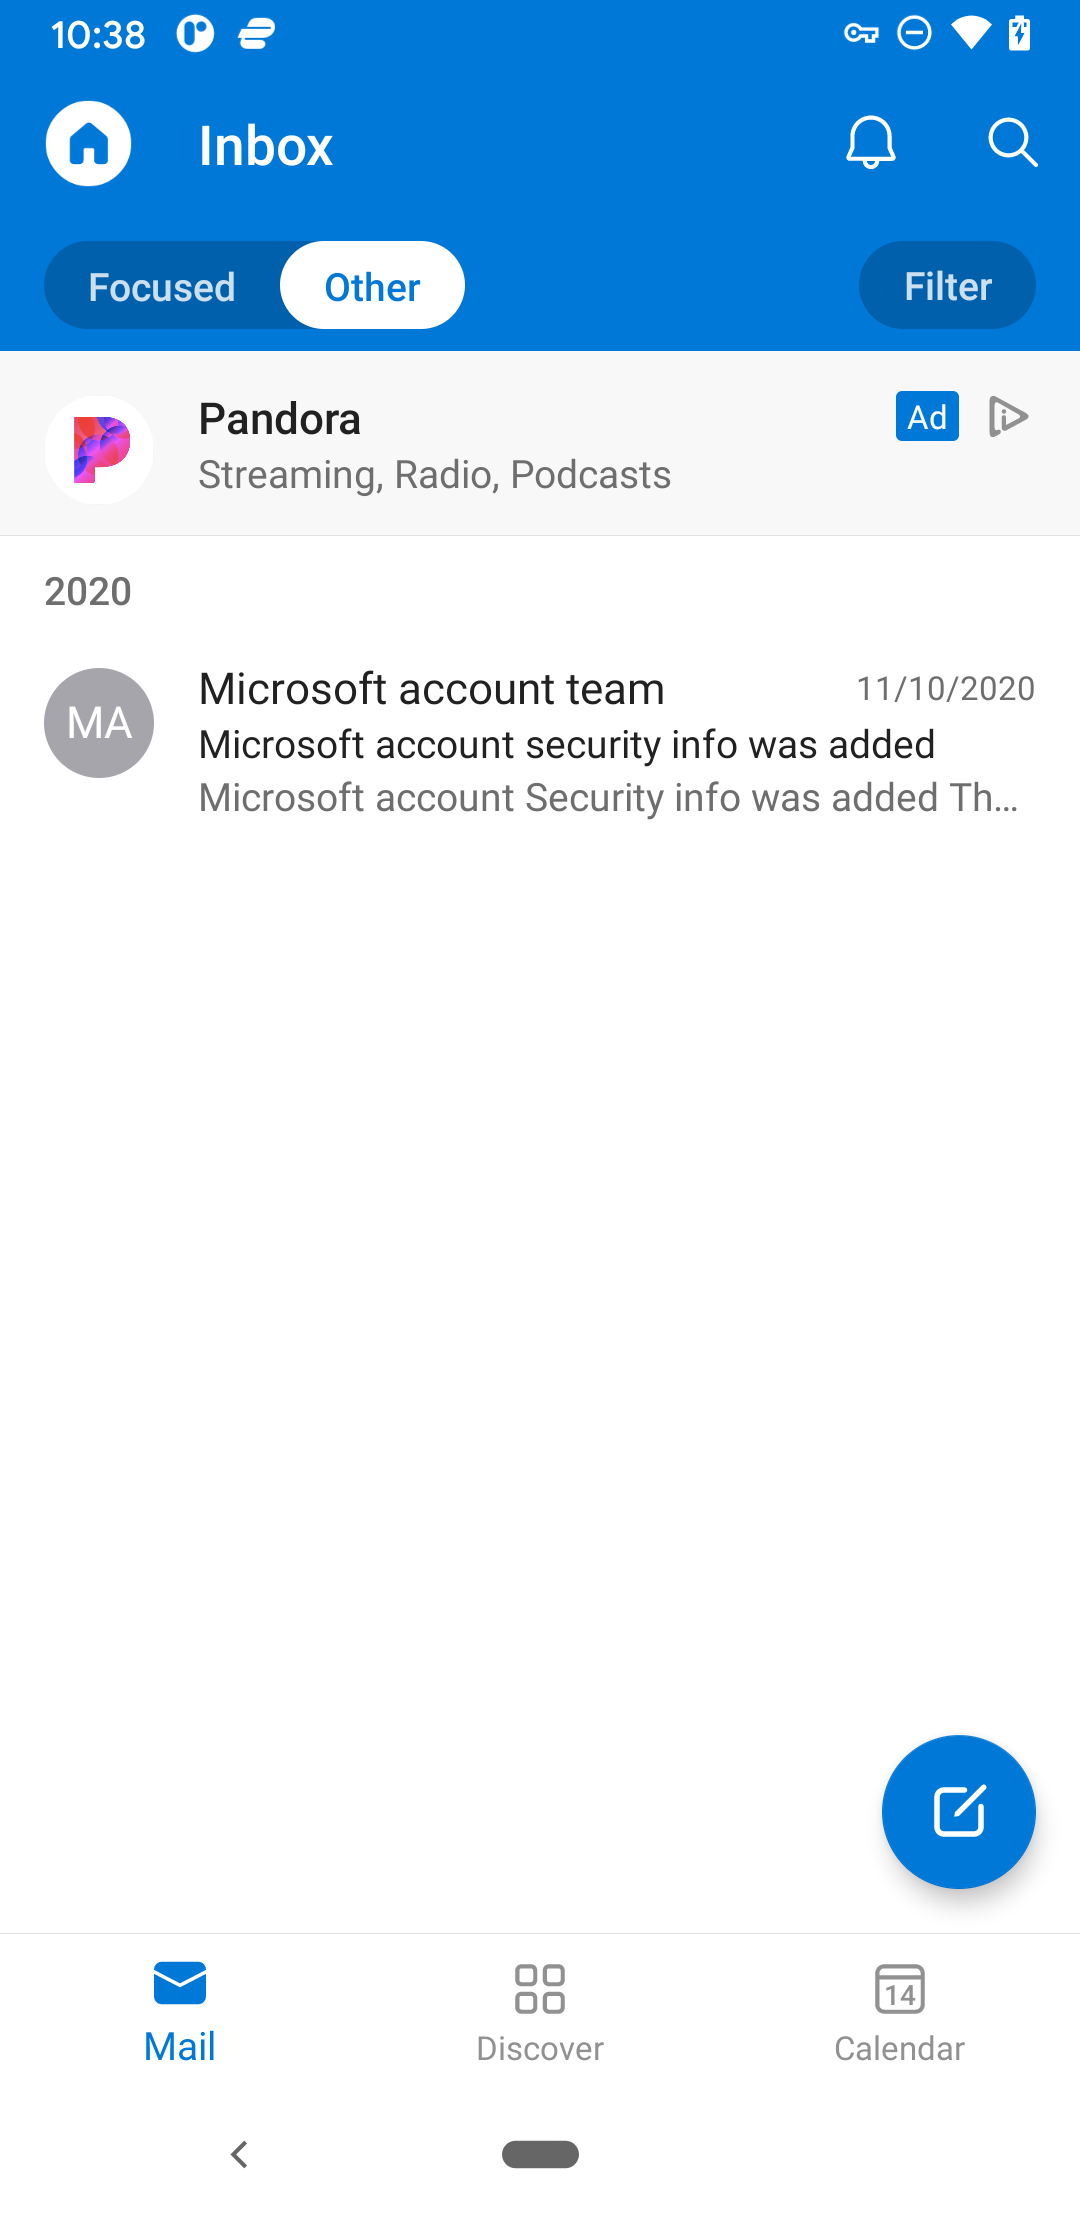 10:38
Inbox
Focused
Other
Filter
Pandora
Ad
Streaming, Radio, Podcasts
2020
MA
Microsoft account team
11/10/2020
Microsoft account security info was added
Microsoft account Security info was added Th...
Mail
Discover
14
Calendar